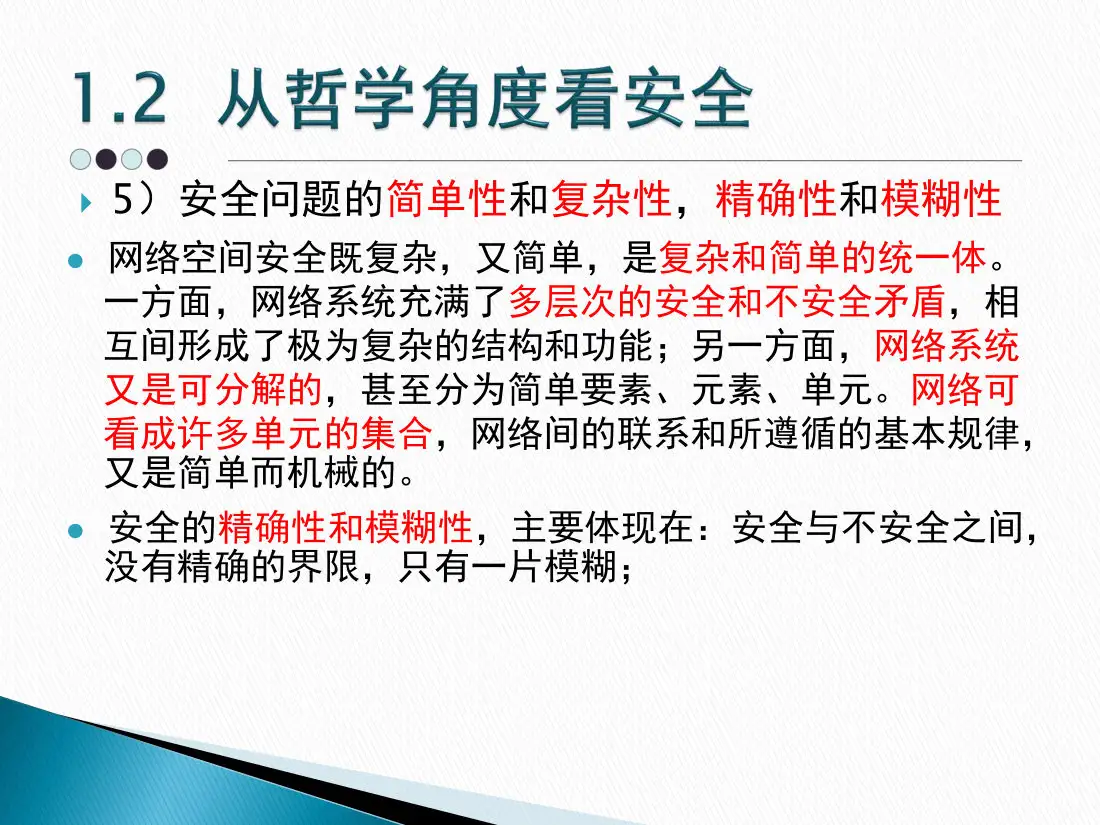 1.2 从哲学角度看安全
5）安全问题的简单性和复杂性，精确性和模糊性
网络空间安全既复杂，又简单，是复杂和简单的统一体。
一方面，网络系统充满了多层次的安全和不安全矛盾，相
互间形成了极为复杂的结构和功能；另一方面，网络系统
又是可分解的，甚至分为简单要素、元素、单元。网络可
看成许多单元的集合，网络间的联系和所遵循的基本规律，
又是简单而机械的。
安全的精确性和模糊性，主要体现在：安全与不安全之间，
没有精确的界限，只有一片模糊；